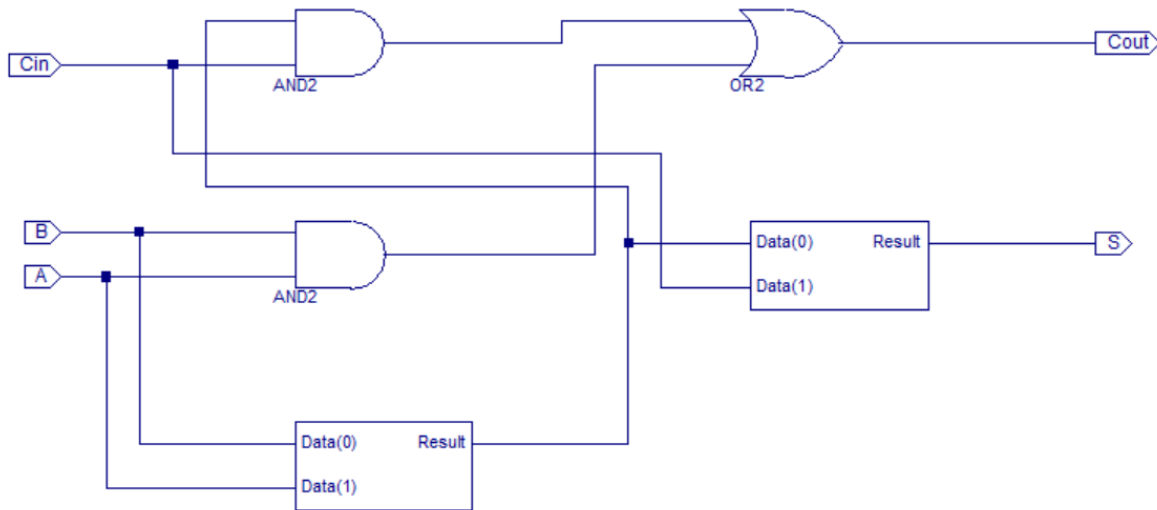 Cin
AND2
OR2
Cout
B
A
AND2
Data(0) Result
Data(1)
S
Data(0) Result
Data(1)